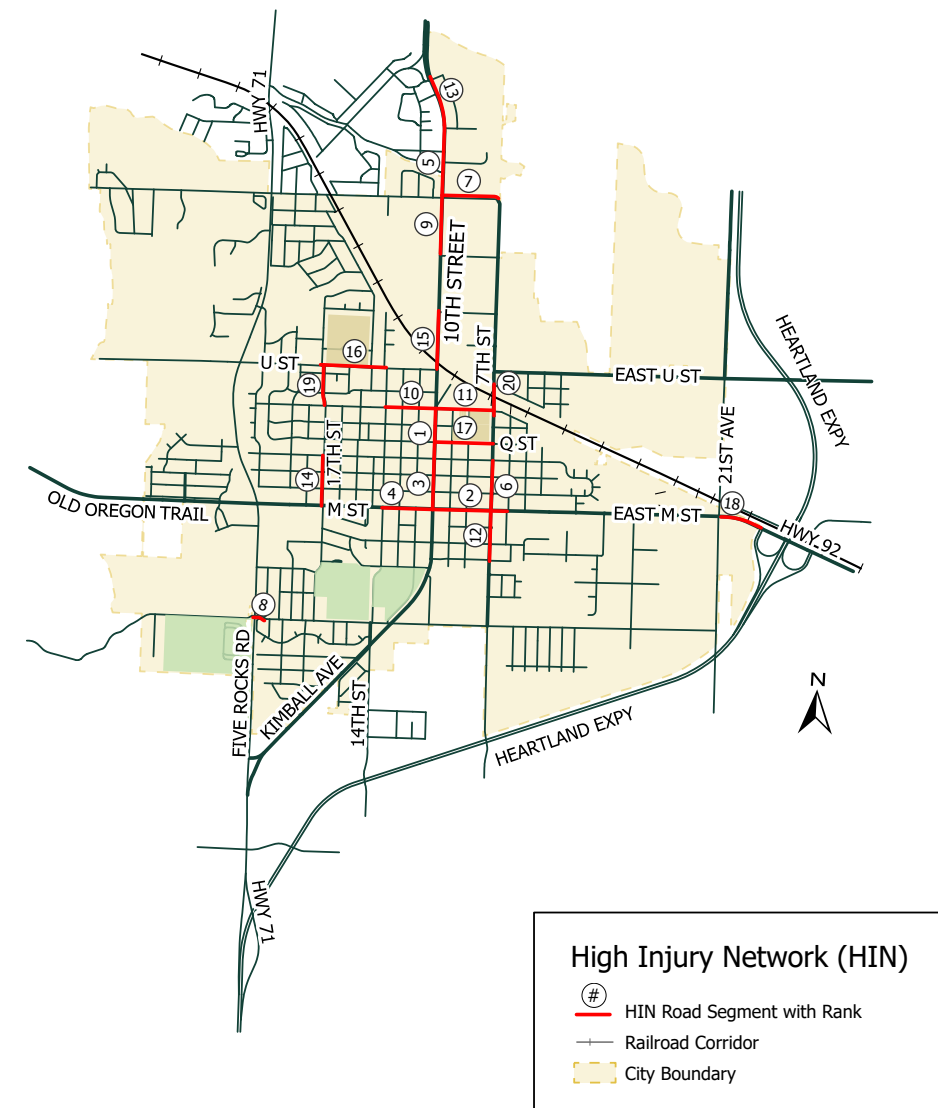 HWY 71
13
5
7
9
10TH STREET
HEARTLAND EXPY
15
16
U ST
7TH ST
20
EAST U ST
19
10
11
1
17
Q ST
21ST AVE
HEARTLAND EXPY
17TH ST
14
4
3
2
6
OLD OREGON TRAIL
M ST
EAST M ST
18
HWY 92
12
8
FIVE ROCKS RD
KIMBALL AVE
14TH ST
N
HEARTLAND EXPY
HWY 71
High Injury Network (HIN)
#
HIN Road Segment with Rank
Railroad Corridor
City Boundary